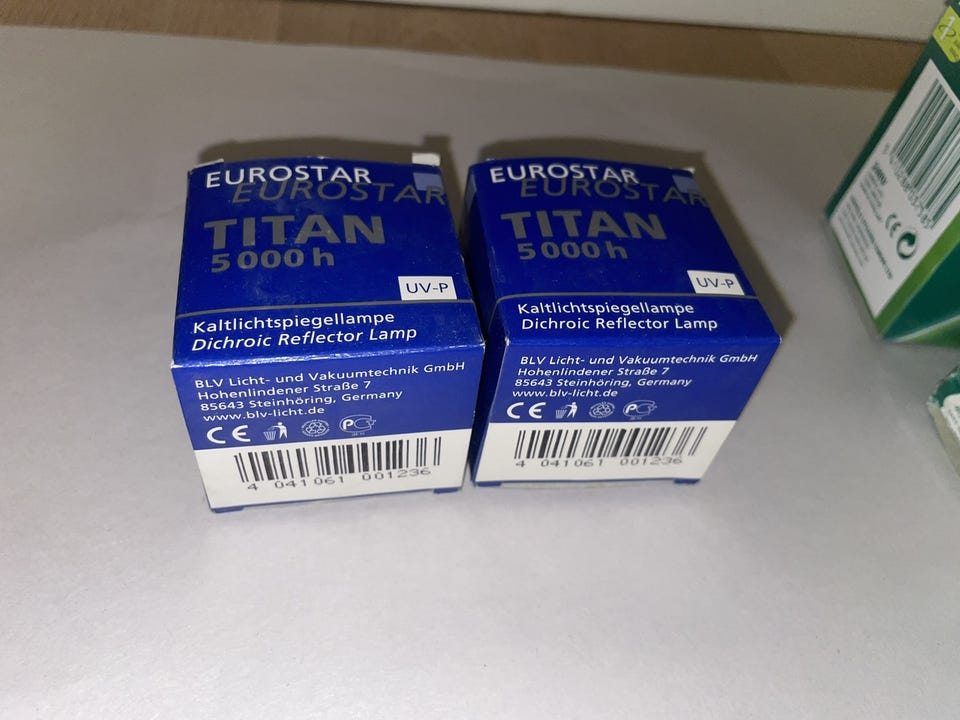 EUROSTAR
EUROSTAR
TITAN
5000 h
UV-P
Kaltlichtspiegellampe
Dichroic Reflector Lamp
BLV Licht- und Vakuumtechnik GmbH
Hohenlindener Straße 7
85643 Steinhöring, Germany
www.blv-licht.de
CE
4 041061 001236
EUROSTAR
EUROSTAR
TITAN
5000 h
UV-P
Kaltlichtspiegellampe
Dichroic Reflector Lamp
BLV Licht- und Vakuumtechnik GmbH
Hohenlindener Straße 7
85643 Steinhöring, Germany
www.blv-licht.de
CE
4 041061 001236
CE